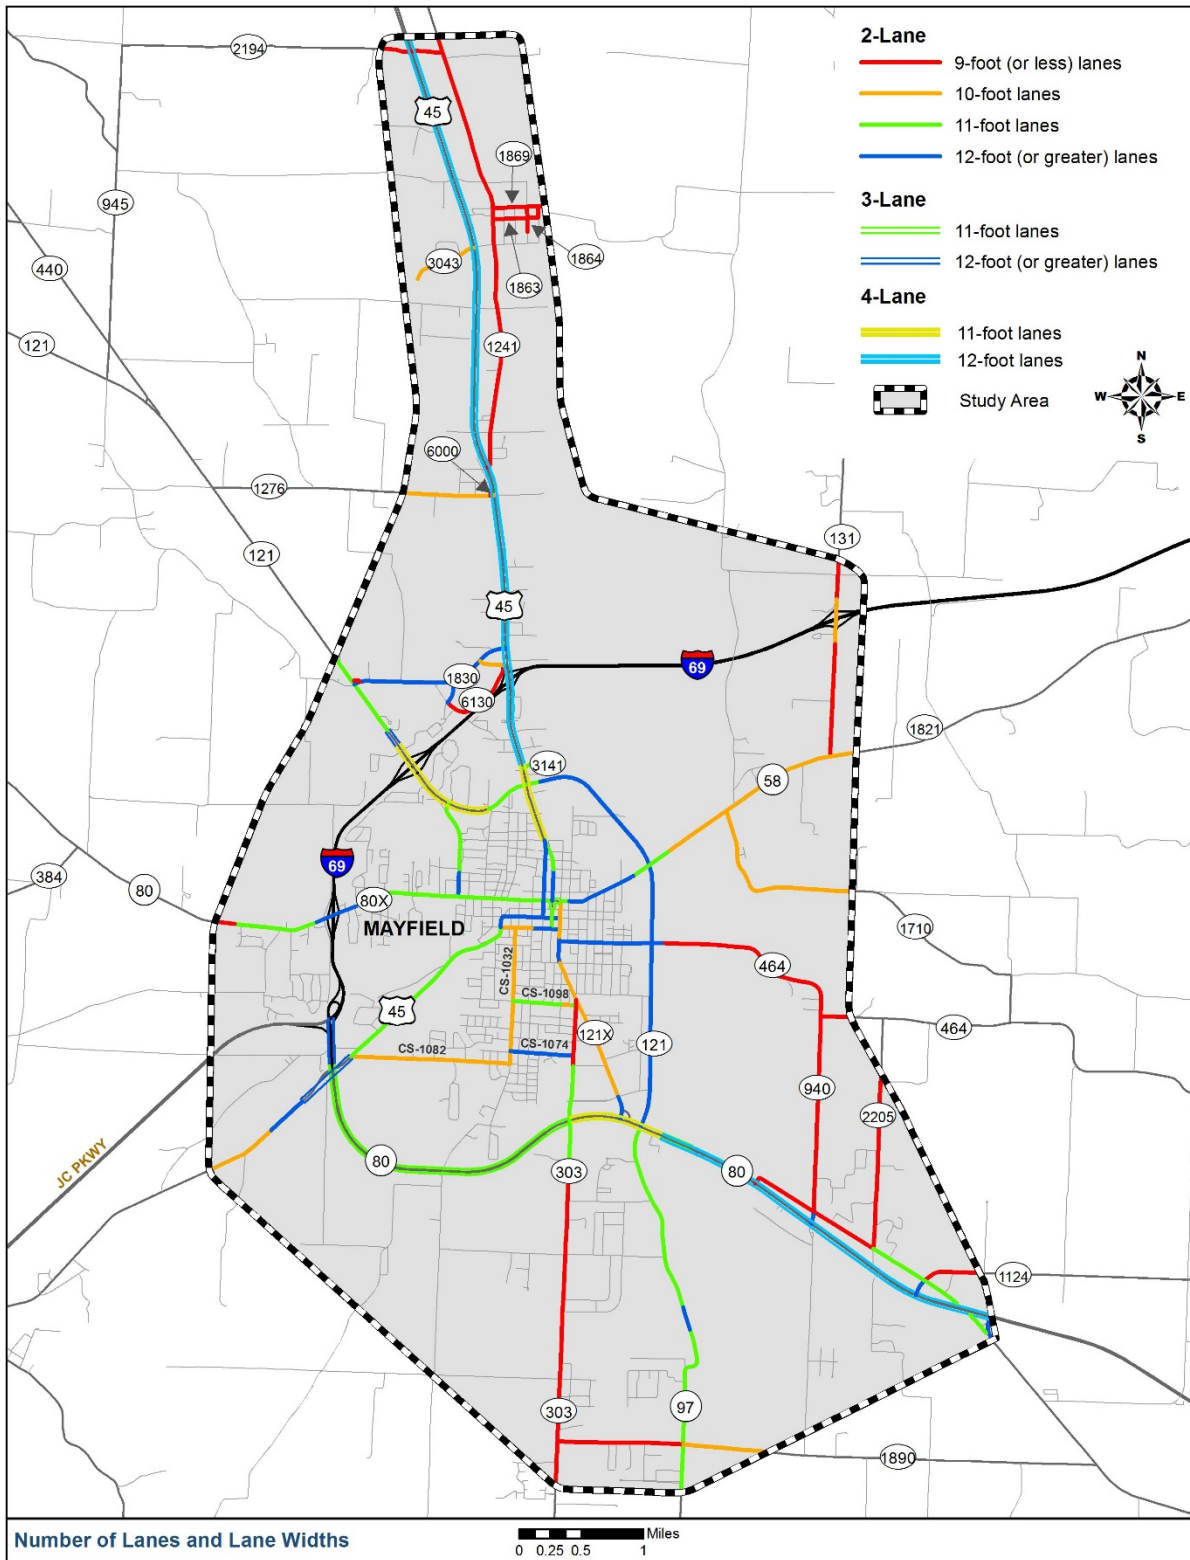 2-Lane
9-foot (or less) lanes
10-foot lanes
11-foot lanes
12-foot (or greater) lanes
3-Lane
11-foot lanes
12-foot (or greater) lanes
4-Lane
11-foot lanes
12-foot lanes
Study Area
N
W E
S
2194
45
1869
945
440
3043
1864
1863
121
1241
6000
1276
131
121
45
69
1830
6130
1821
3141
58
69
384
80
80X
MAYFIELD
1710
CS-1032
464
CS-1098
45
464
121X
121
CS-1074
CS-1082
940
2205
JC PKWY
80
303
80
1124
303
97
1890
Number of Lanes and Lane Widths
Miles
0 0.25 0.5 1